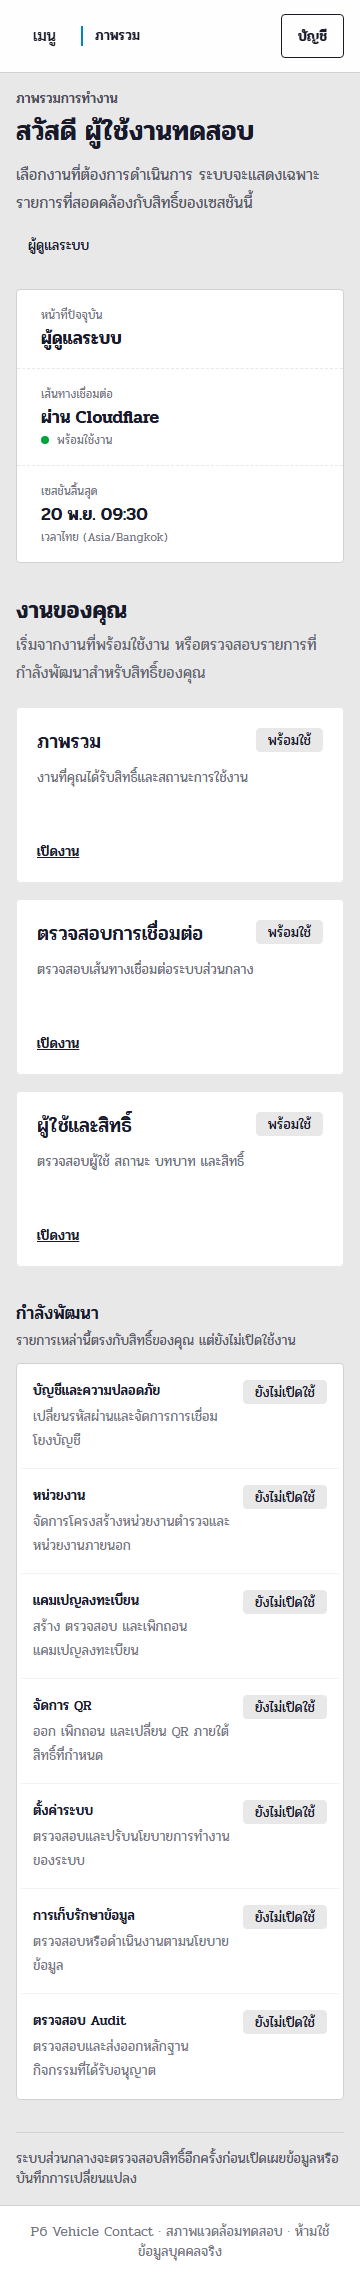 เมนู
ภาพรวม
บัญชี
ภาพรวมการทำงาน
สวัสดี ผู้ใช้งานทดสอบ
เลือกงานที่ต้องการดำเนินการ ระบบจะแสดงเฉพาะ
รายการที่สอดคล้องกับสิทธิ์ของเซสชันนี้
ผู้ดูแลระบบ
หน้าที่ปัจจุบัน
ผู้ดูแลระบบ
เส้นทางเชื่อมต่อ
ผ่าน Cloudflare
พร้อมใช้งาน
เซสชันสิ้นสุด
20 พ.ย. 09:30
เวลาไทย (Asia/Bangkok)
งานของคุณ
เริ่มจากงานที่พร้อมใช้งาน หรือตรวจสอบรายการที่
กำลังพัฒนาสำหรับสิทธิ์ของคุณ
ภาพรวม
พร้อมใช้
งานที่คุณได้รับสิทธิ์และสถานะการใช้งาน
เปิดงาน
ตรวจสอบการเชื่อมต่อ
พร้อมใช้
ตรวจสอบเส้นทางเชื่อมต่อระบบส่วนกลาง
เปิดงาน
ผู้ใช้และสิทธิ์
พร้อมใช้
ตรวจสอบผู้ใช้ สถานะ บทบาท และสิทธิ์
เปิดงาน
กำลังพัฒนา
รายการเหล่านี้ตรงกับสิทธิ์ของคุณ แต่ยังไม่เปิดใช้งาน
บัญชีและความปลอดภัย
ยังไม่เปิดใช้
เปลี่ยนรหัสผ่านและจัดการการเชื่อม
โยงบัญชี
หน่วยงาน
ยังไม่เปิดใช้
จัดการโครงสร้างหน่วยงานตำรวจและ
หน่วยงานภายนอก
แคมเปญลงทะเบียน
ยังไม่เปิดใช้
สร้าง ตรวจสอบ และเพิกถอน
แคมเปญลงทะเบียน
จัดการ QR
ยังไม่เปิดใช้
ออก เพิกถอน และเปลี่ยน QR ภายใต้
สิทธิ์ที่กำหนด
ตั้งค่าระบบ
ยังไม่เปิดใช้
ตรวจสอบและปรับนโยบายการทำงาน
ของระบบ
การเก็บรักษาข้อมูล
ยังไม่เปิดใช้
ตรวจสอบหรือดำเนินงานตามนโยบาย
ข้อมูล
ตรวจสอบ Audit
ยังไม่เปิดใช้
ตรวจสอบและส่งออกหลักฐาน
กิจกรรมที่ได้รับอนุญาต
ระบบส่วนกลางจะตรวจสอบสิทธิ์อีกครั้งก่อนเปิดเผยข้อมูลหรือ
บันทึกการเปลี่ยนแปลง
P6 Vehicle Contact · สภาพแวดล้อมทดสอบ · ห้ามใช้
ข้อมูลบุคคลจริง